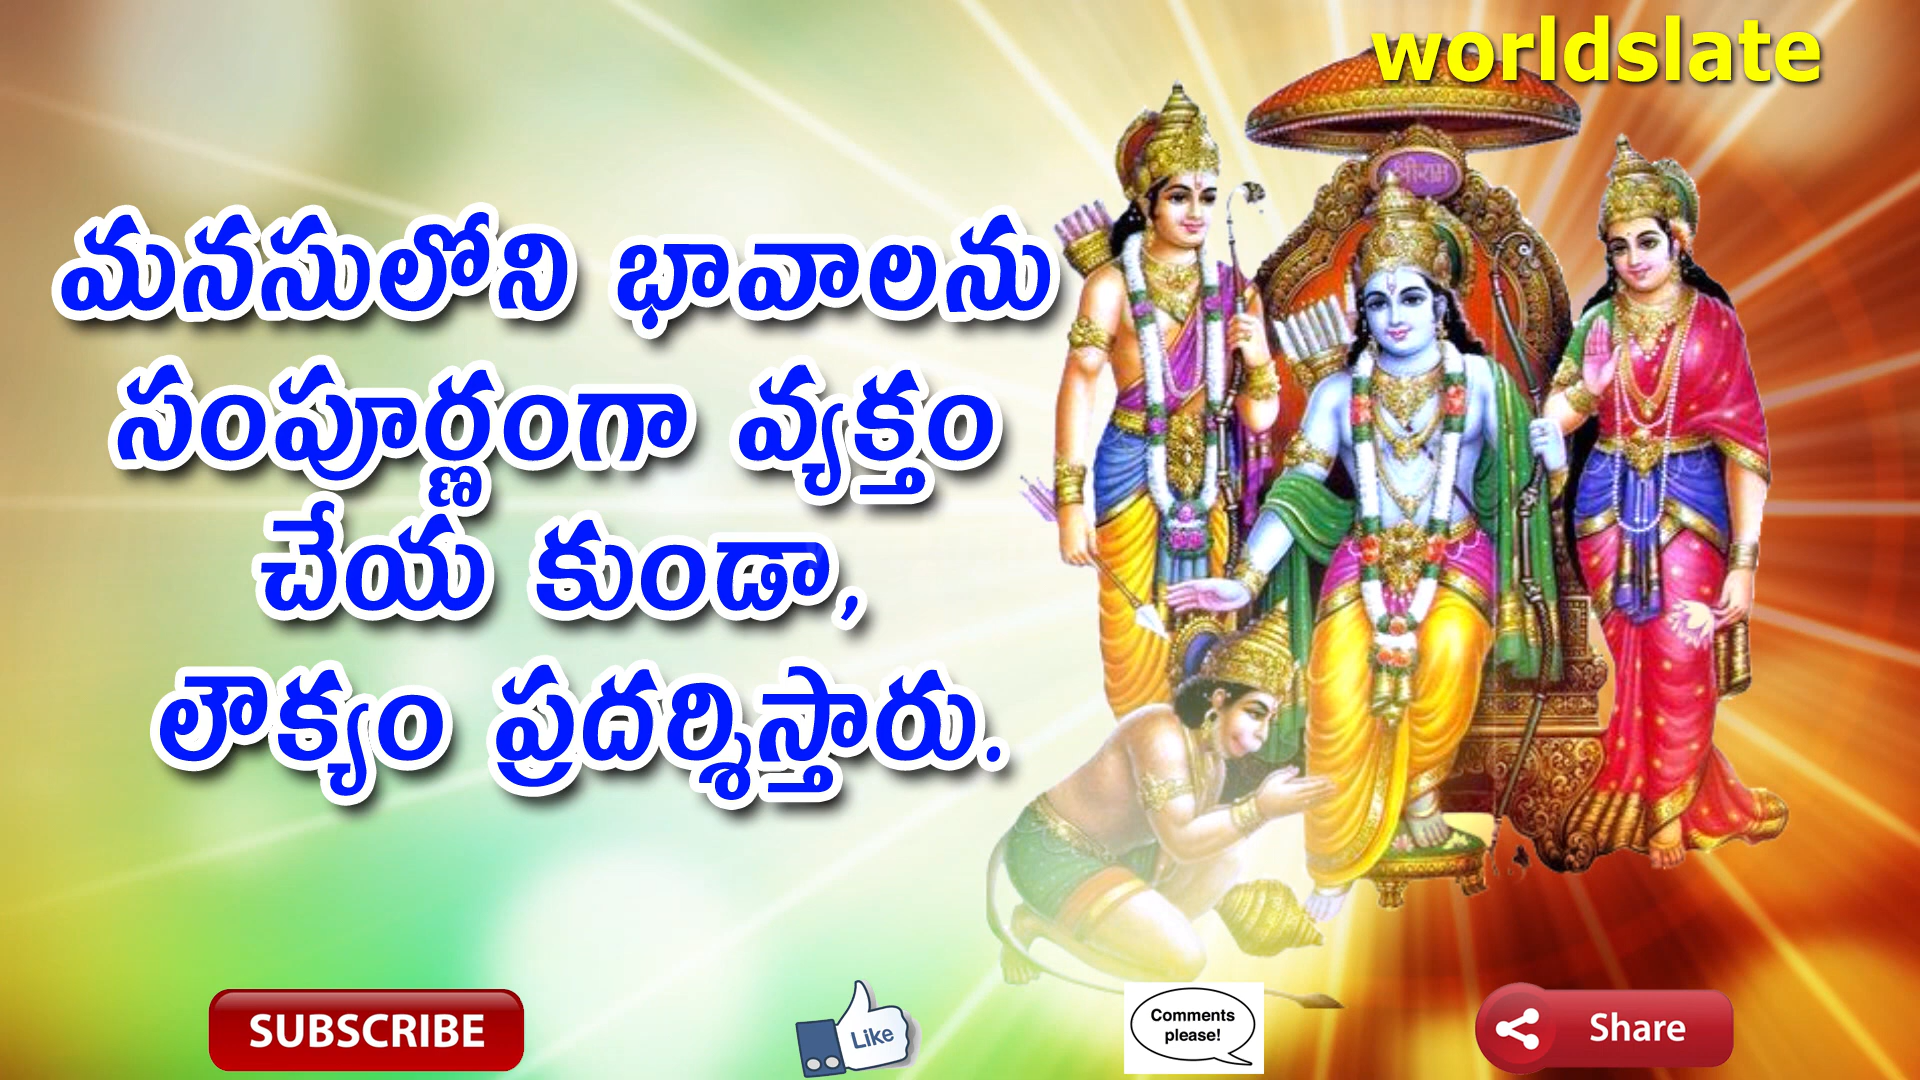 worldslate
श्रीराम
మనసులోని భావాలను
సంపూర్ణంగా వ్యక్తం
చేయ కుండా,
లౌక్యం ప్రదర్శిస్తారు.
SUBSCRIBE
Like
Comments
please!
Share